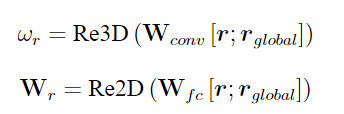 ω_r = Re3D (W_conv [r; r_global])
W_r = Re2D (W_fc [r; r_global])